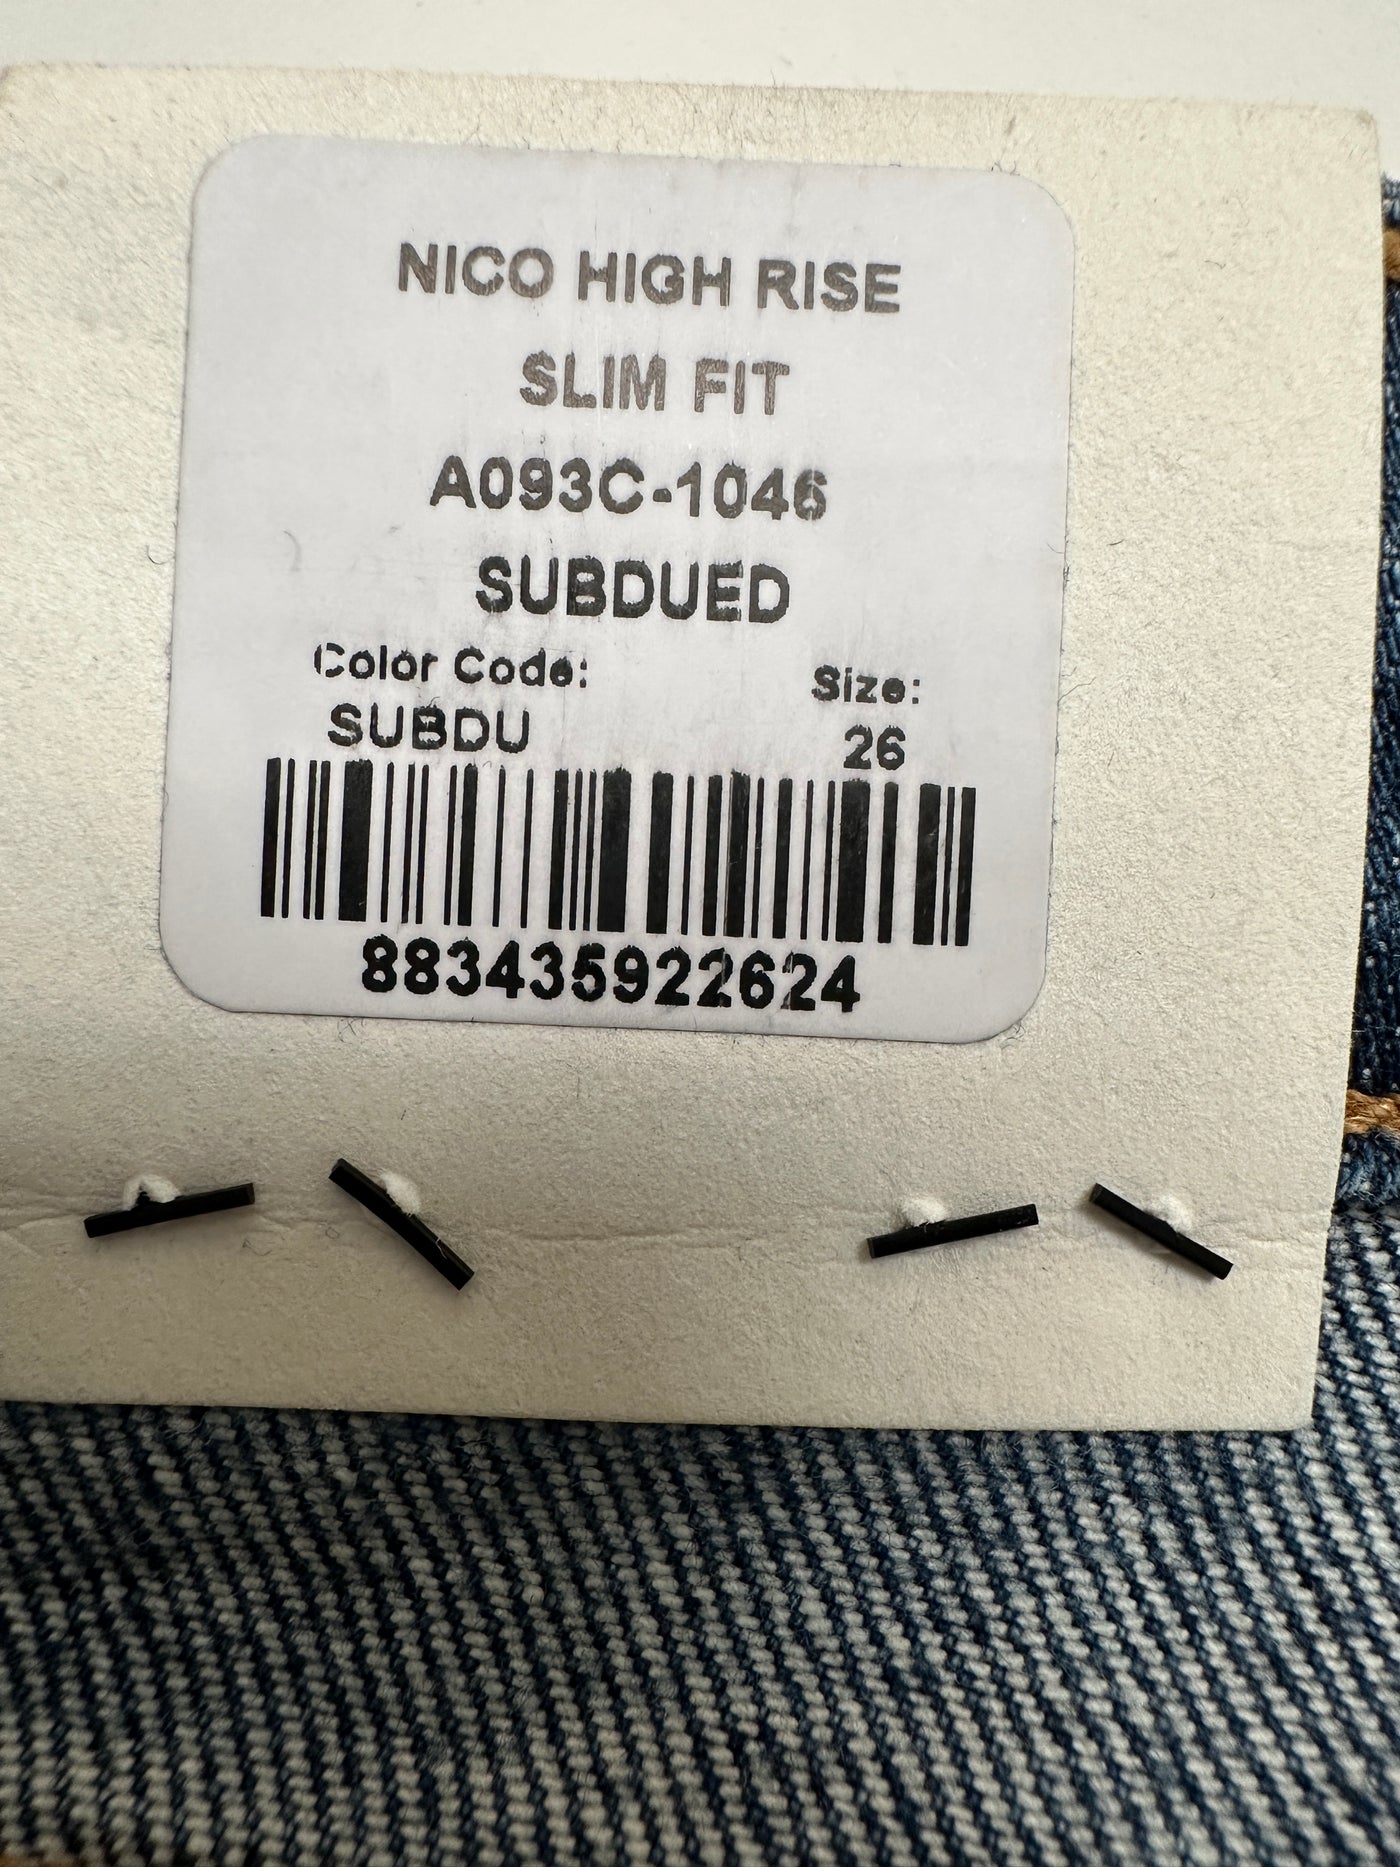 NICO HIGH RISE
SLIM FIT
A093C-1046
SUBDUED
Color Code: Size:
SUBDU 26
883435922624